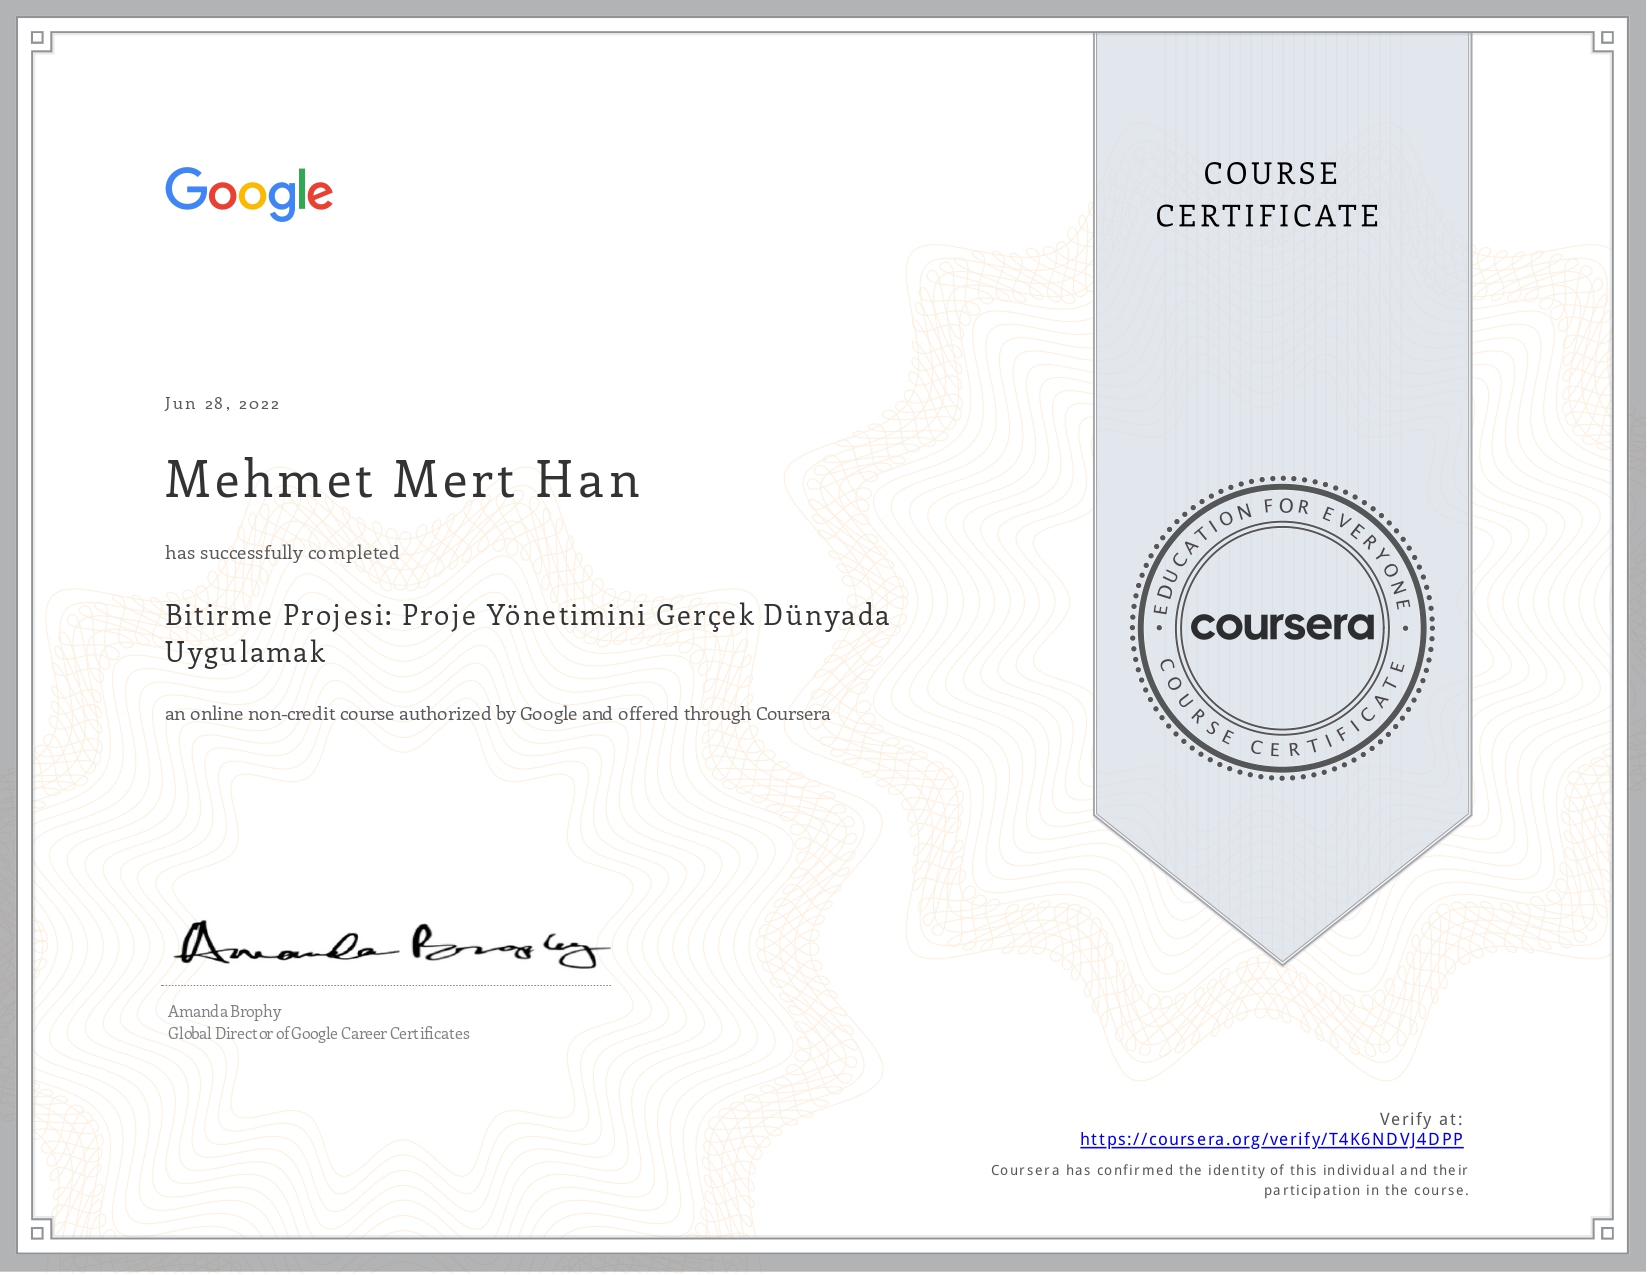 Google
COURSE
CERTIFICATE
Jun 28, 2022
Mehmet Mert Han
has successfully completed
Bitirme Projesi: Proje Yönetimini Gerçek Dünyada
Uygulamak
an online non-credit course authorized by Google and offered through Coursera
EDUCATION FOR EVERYONE
coursera
COURSE CERTIFICATE
Amanda Brophy
Amanda Brophy
Global Director of Google Career Certificates
Verify at:
https://coursera.org/verify/T4K6NDVJ4DPP
Coursera has confirmed the identity of this individual and their
participation in the course.